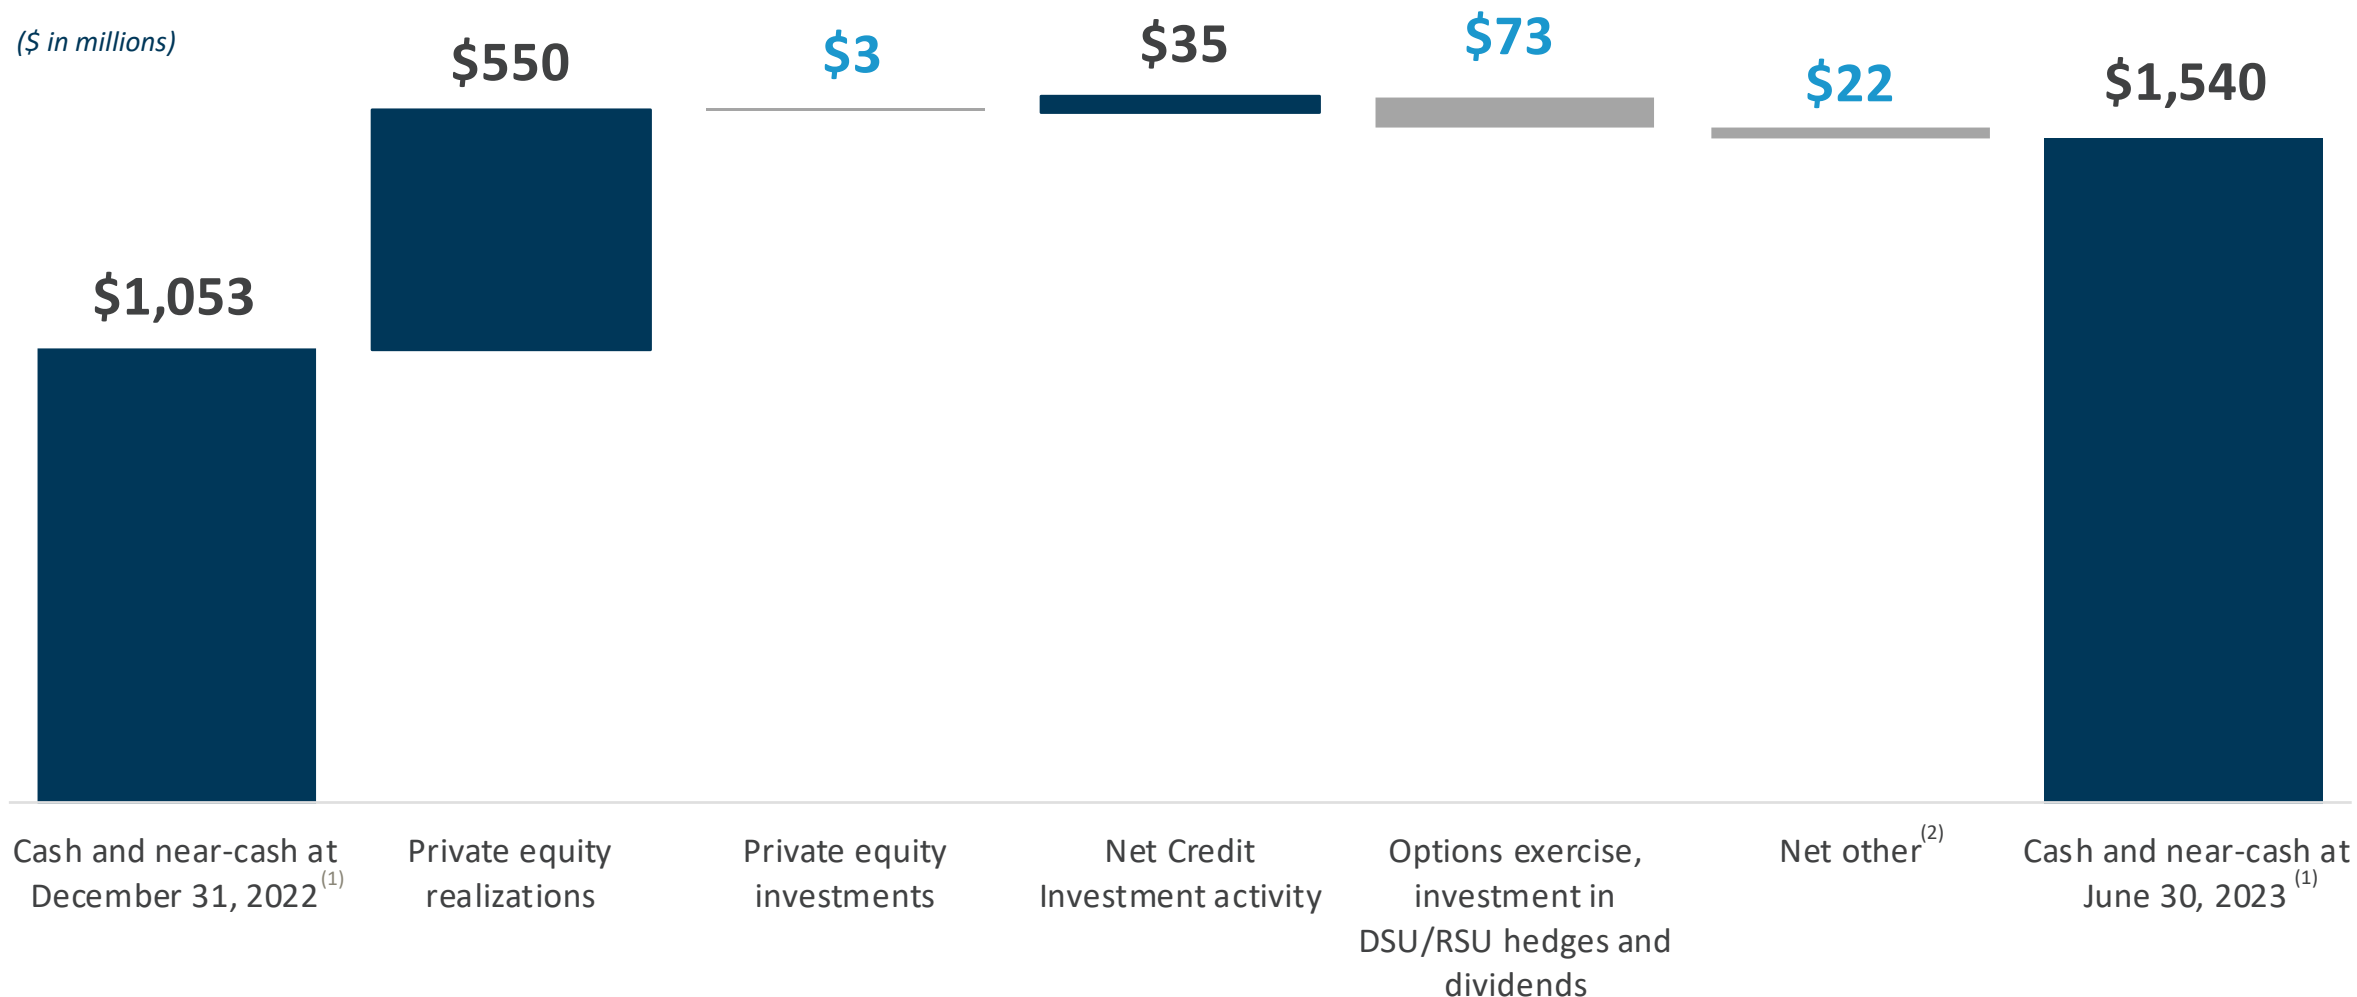 ($ in millions)
$1,053
$550
$3
$35
$73
$22
$1,540
Cash and near-cash at
December 31, 2022 (1)
Private equity
realizations
Private equity
investments
Net Credit
Investment activity
Options exercise,
investment in
DSU/RSU hedges and
dividends
Net other (2)
Cash and near-cash at
June 30, 2023 (1)